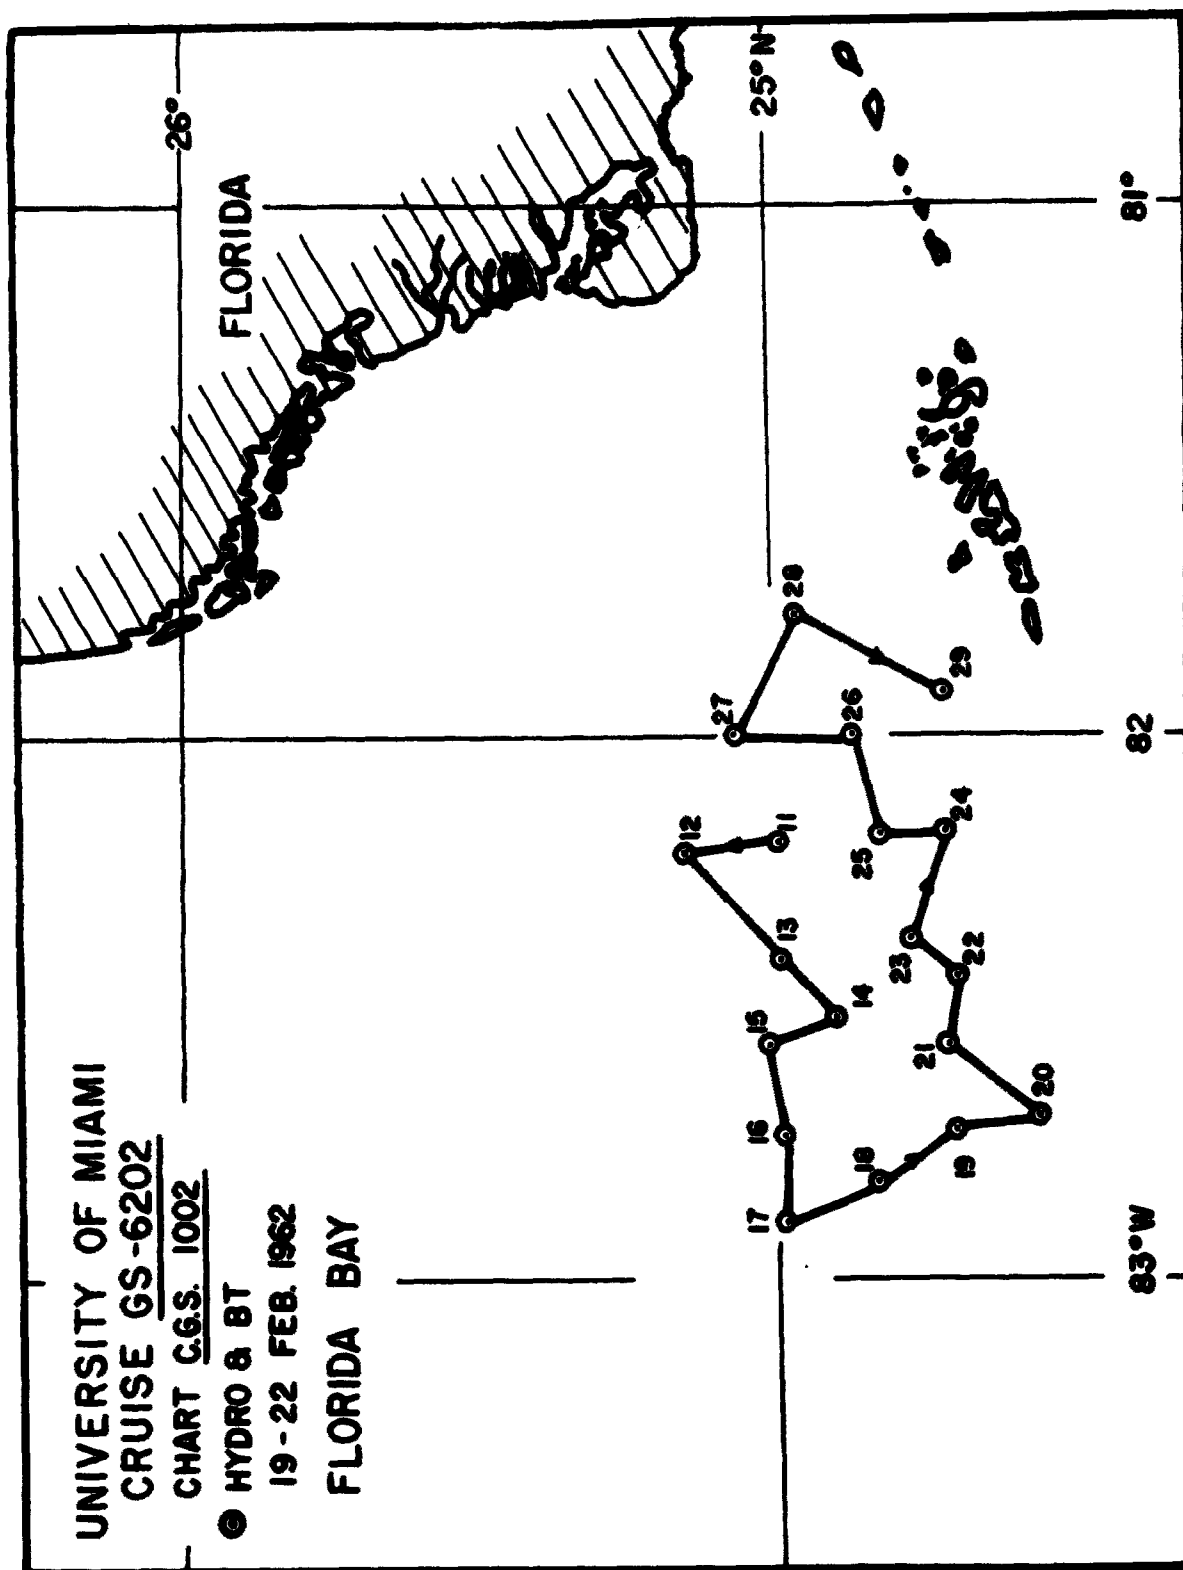 UNIVERSITY OF MIAMI
CRUISE GS-6202
CHART C.G.S. 1002
HYDRO & BT
19-22 FEB. 1962
FLORIDA BAY
FLORIDA
26°
25°N
83°W
82
81°
11
12
13
14
15
16
17
18
19
20
21
22
23
24
25
26
27
28
29